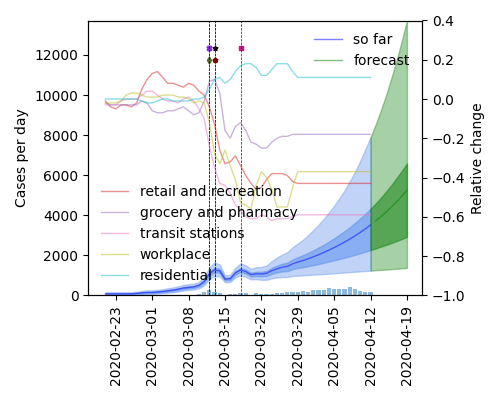 12000
10000
8000
6000
4000
2000
0
Cases per day
0.4
0.2
0.0
−0.2
−0.4
−0.6
−0.8
−1.0
Relative change
so far
forecast
retail and recreation
grocery and pharmacy
transit stations
workplace
residential
2020-02-23
2020-03-01
2020-03-08
2020-03-15
2020-03-22
2020-03-29
2020-04-05
2020-04-12
2020-04-19